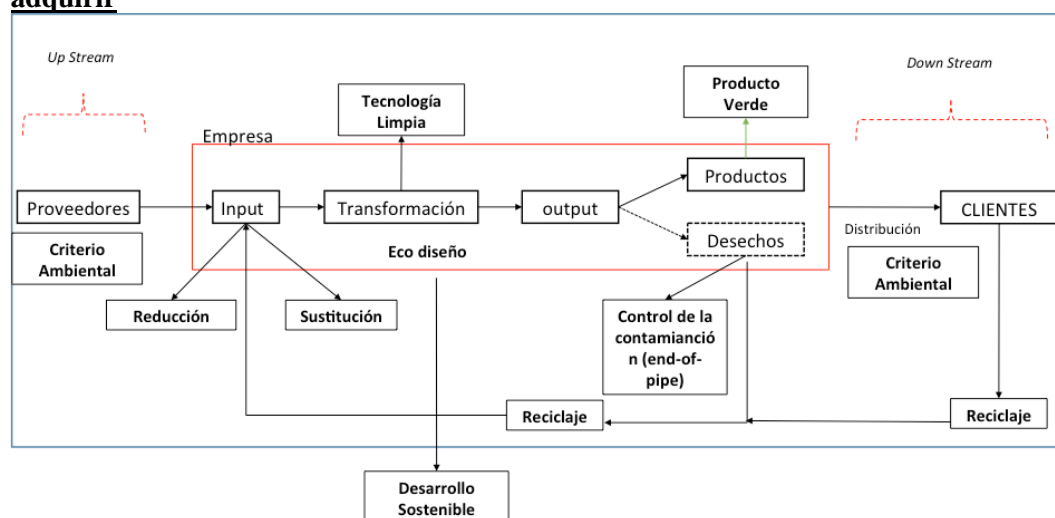 adquirir
Up Stream
Down Stream
Producto
Verde
Tecnología
Limpia
Empresa
Productos
Proveedores
Input
Transformación
output
CLIENTES
Distribución
Desechos
Criterio
Ambiental
Eco diseño
Criterio
Ambiental
Reducción
Sustitución
Control de la
contamianció
n (end-of-
pipe)
Reciclaje
Reciclaje
Desarrollo
Sostenible